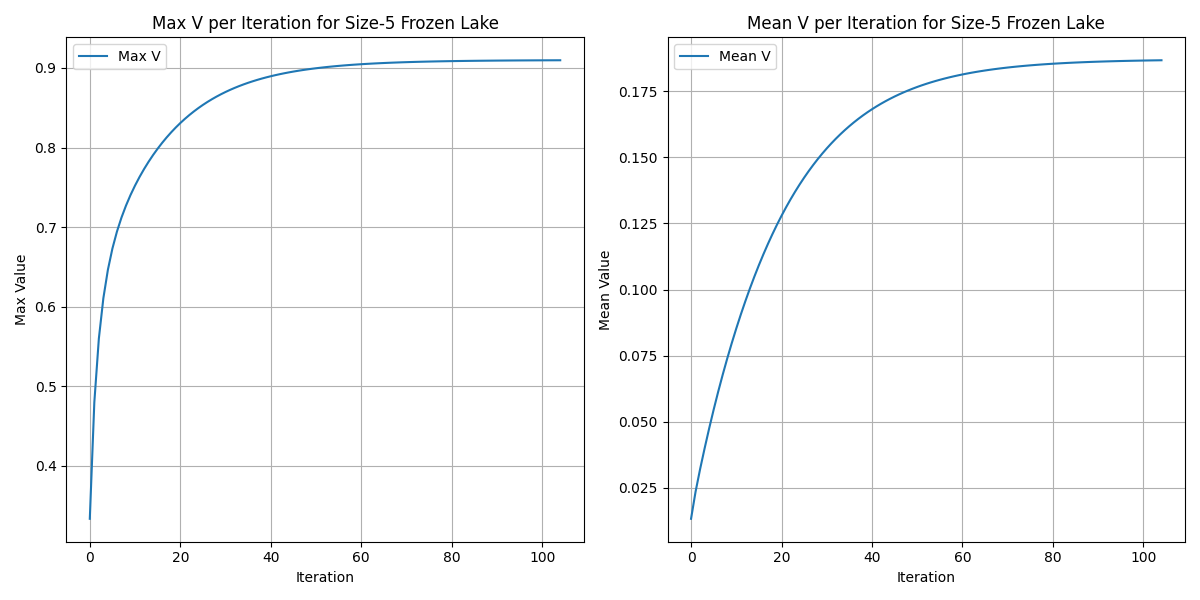 Max V per Iteration for Size-5 Frozen Lake
Max V
Max Value
0.9
0.8
0.7
0.6
0.5
0.4
0 20 40 60 80 100
Iteration
Mean V per Iteration for Size-5 Frozen Lake
Mean V
Mean Value
0.175
0.150
0.125
0.100
0.075
0.050
0.025
0 20 40 60 80 100
Iteration